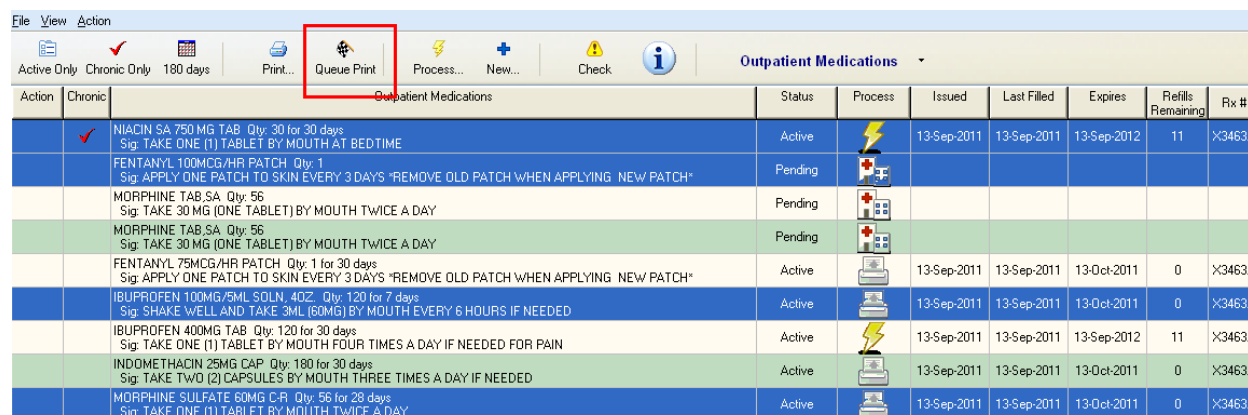 File View Action
Active Only Chronic Only 180 days Print... Queue Print Process... New... Check i Outpatient Medications
Action Chronic Outpatient Medications Status Process Issued Last Filled Expires Refills Remaining Rx #
NIACIN SA 750 MG TAB Qty: 30 for 30 days
Sig: TAKE ONE (1) TABLET BY MOUTH AT BEDTIME
Active 13-Sep-2011 13-Sep-2011 13-Sep-2012 11 X3463
FENTANYL 100MCG/HR PATCH Qty: 1
Sig: APPLY ONE PATCH TO SKIN EVERY 3 DAYS *REMOVE OLD PATCH WHEN APPLYING NEW PATCH*
Pending
MORPHINE TAB,SA Qty: 56
Sig: TAKE 30 MG (ONE TABLET) BY MOUTH TWICE A DAY
Pending
MORPHINE TAB,SA Qty: 56
Sig: TAKE 30 MG (ONE TABLET) BY MOUTH TWICE A DAY
Pending
FENTANYL 75MCG/HR PATCH Qty: 1 for 30 days
Sig: APPLY ONE PATCH TO SKIN EVERY 3 DAYS *REMOVE OLD PATCH WHEN APPLYING NEW PATCH*
Active 13-Sep-2011 13-Sep-2011 13-Oct-2011 0 X3463
IBUPROFEN 100MG/5ML SOLN, 4OZ. Qty: 120 for 7 days
Sig: SHAKE WELL AND TAKE 3ML (60MG) BY MOUTH EVERY 6 HOURS IF NEEDED
Active 13-Sep-2011 13-Sep-2011 13-Oct-2011 0 X3463
IBUPROFEN 400MG TAB Qty: 120 for 30 days
Sig: TAKE ONE (1) TABLET BY MOUTH FOUR TIMES A DAY IF NEEDED FOR PAIN
Active 13-Sep-2011 13-Sep-2011 13-Sep-2012 11 X3463
INDOMETHACIN 25MG CAP Qty: 180 for 30 days
Sig: TAKE TWO (2) CAPSULES BY MOUTH THREE TIMES A DAY IF NEEDED
Active 13-Sep-2011 13-Sep-2011 13-Oct-2011 0 X3463
MORPHINE SULFATE 60MG C-R Qty: 56 for 28 days
Sig: TAKE ONE (1) TABLET BY MOUTH TWICE A DAY
Active 13-Sep-2011 13-Sep-2011 13-Oct-2011 0 X3463